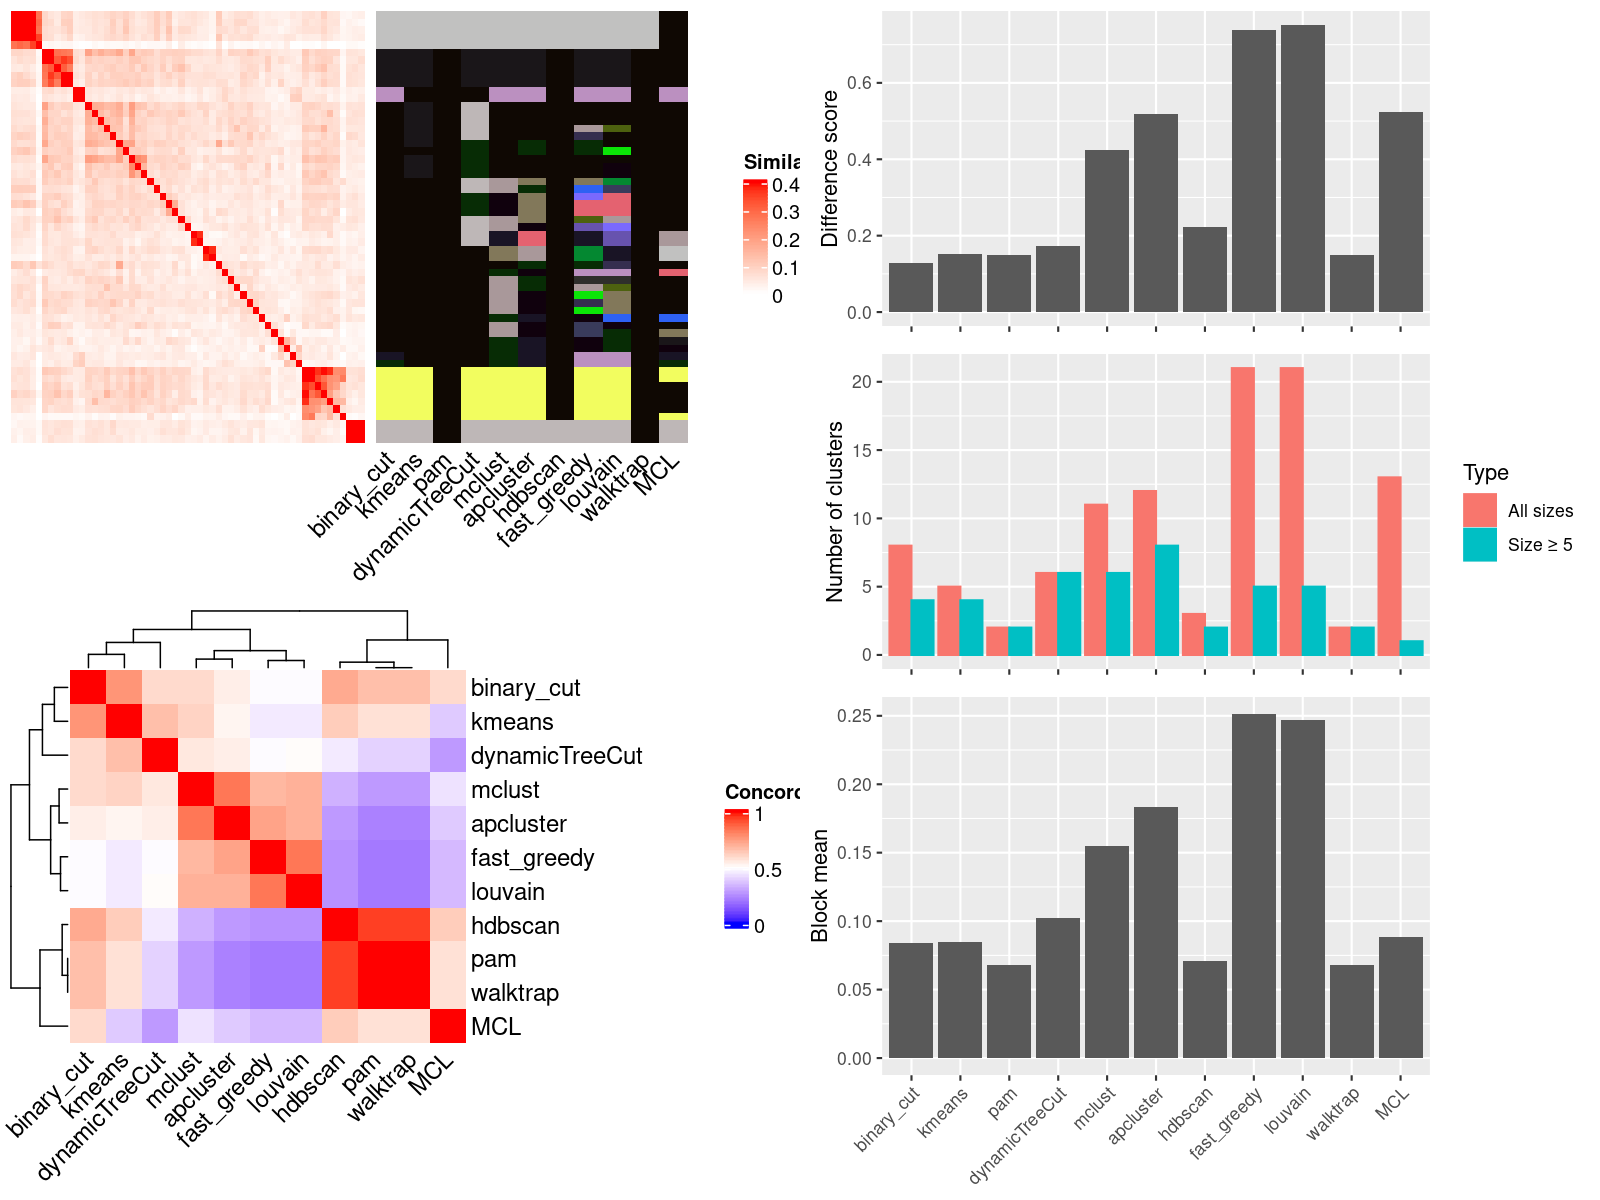 Simila
0.4
0.3
0.2
0.1
0
binary_cut
kmeans
pam
dynamicTreeCut
mclust
apcluster
hdbscan
fast_greedy
louvain
walktrap
MCL
binary_cut
kmeans
dynamicTreeCut
mclust
apcluster
fast_greedy
louvain
hdbscan
pam
walktrap
MCL
binary_cut
kmeans
dynamicTreeCut
mclust
apcluster
fast_greedy
louvain
hdbscan
pam
walktrap
MCL
Concord
1
0.5
0
Difference score
0.6
0.4
0.2
0.0
Number of clusters
20
15
10
5
0
Type
All sizes
Size ≥ 5
Block mean
0.25
0.20
0.15
0.10
0.05
0.00
binary_cut
kmeans
pam
dynamicTreeCut
mclust
apcluster
hdbscan
fast_greedy
louvain
walktrap
MCL